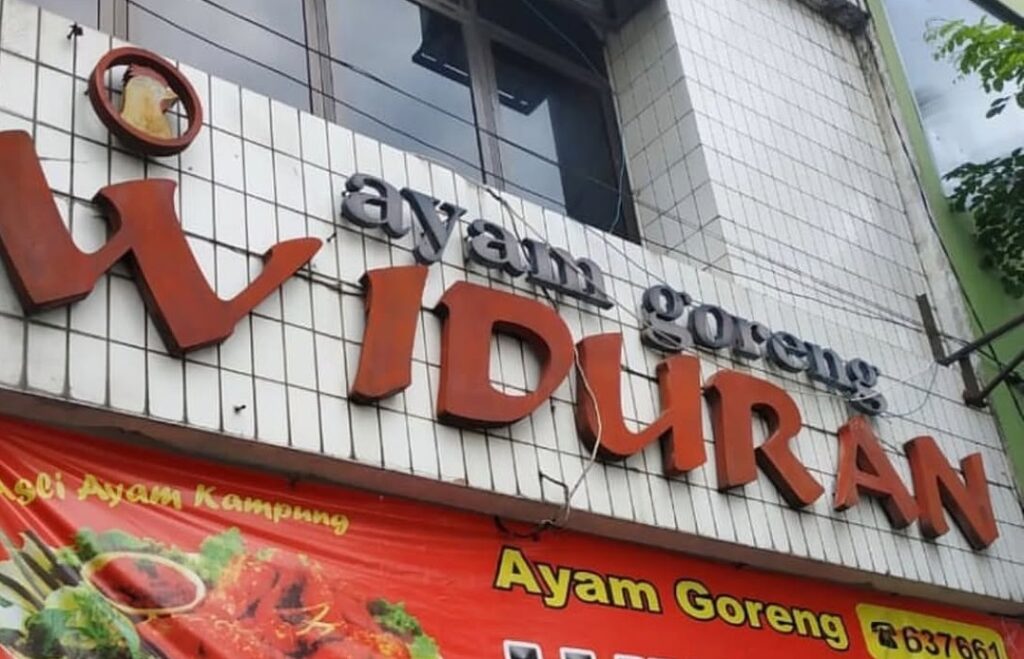 ayam goreng
WIDURAN
Asli Ayam Kampung
Ayam Goreng
☎637661